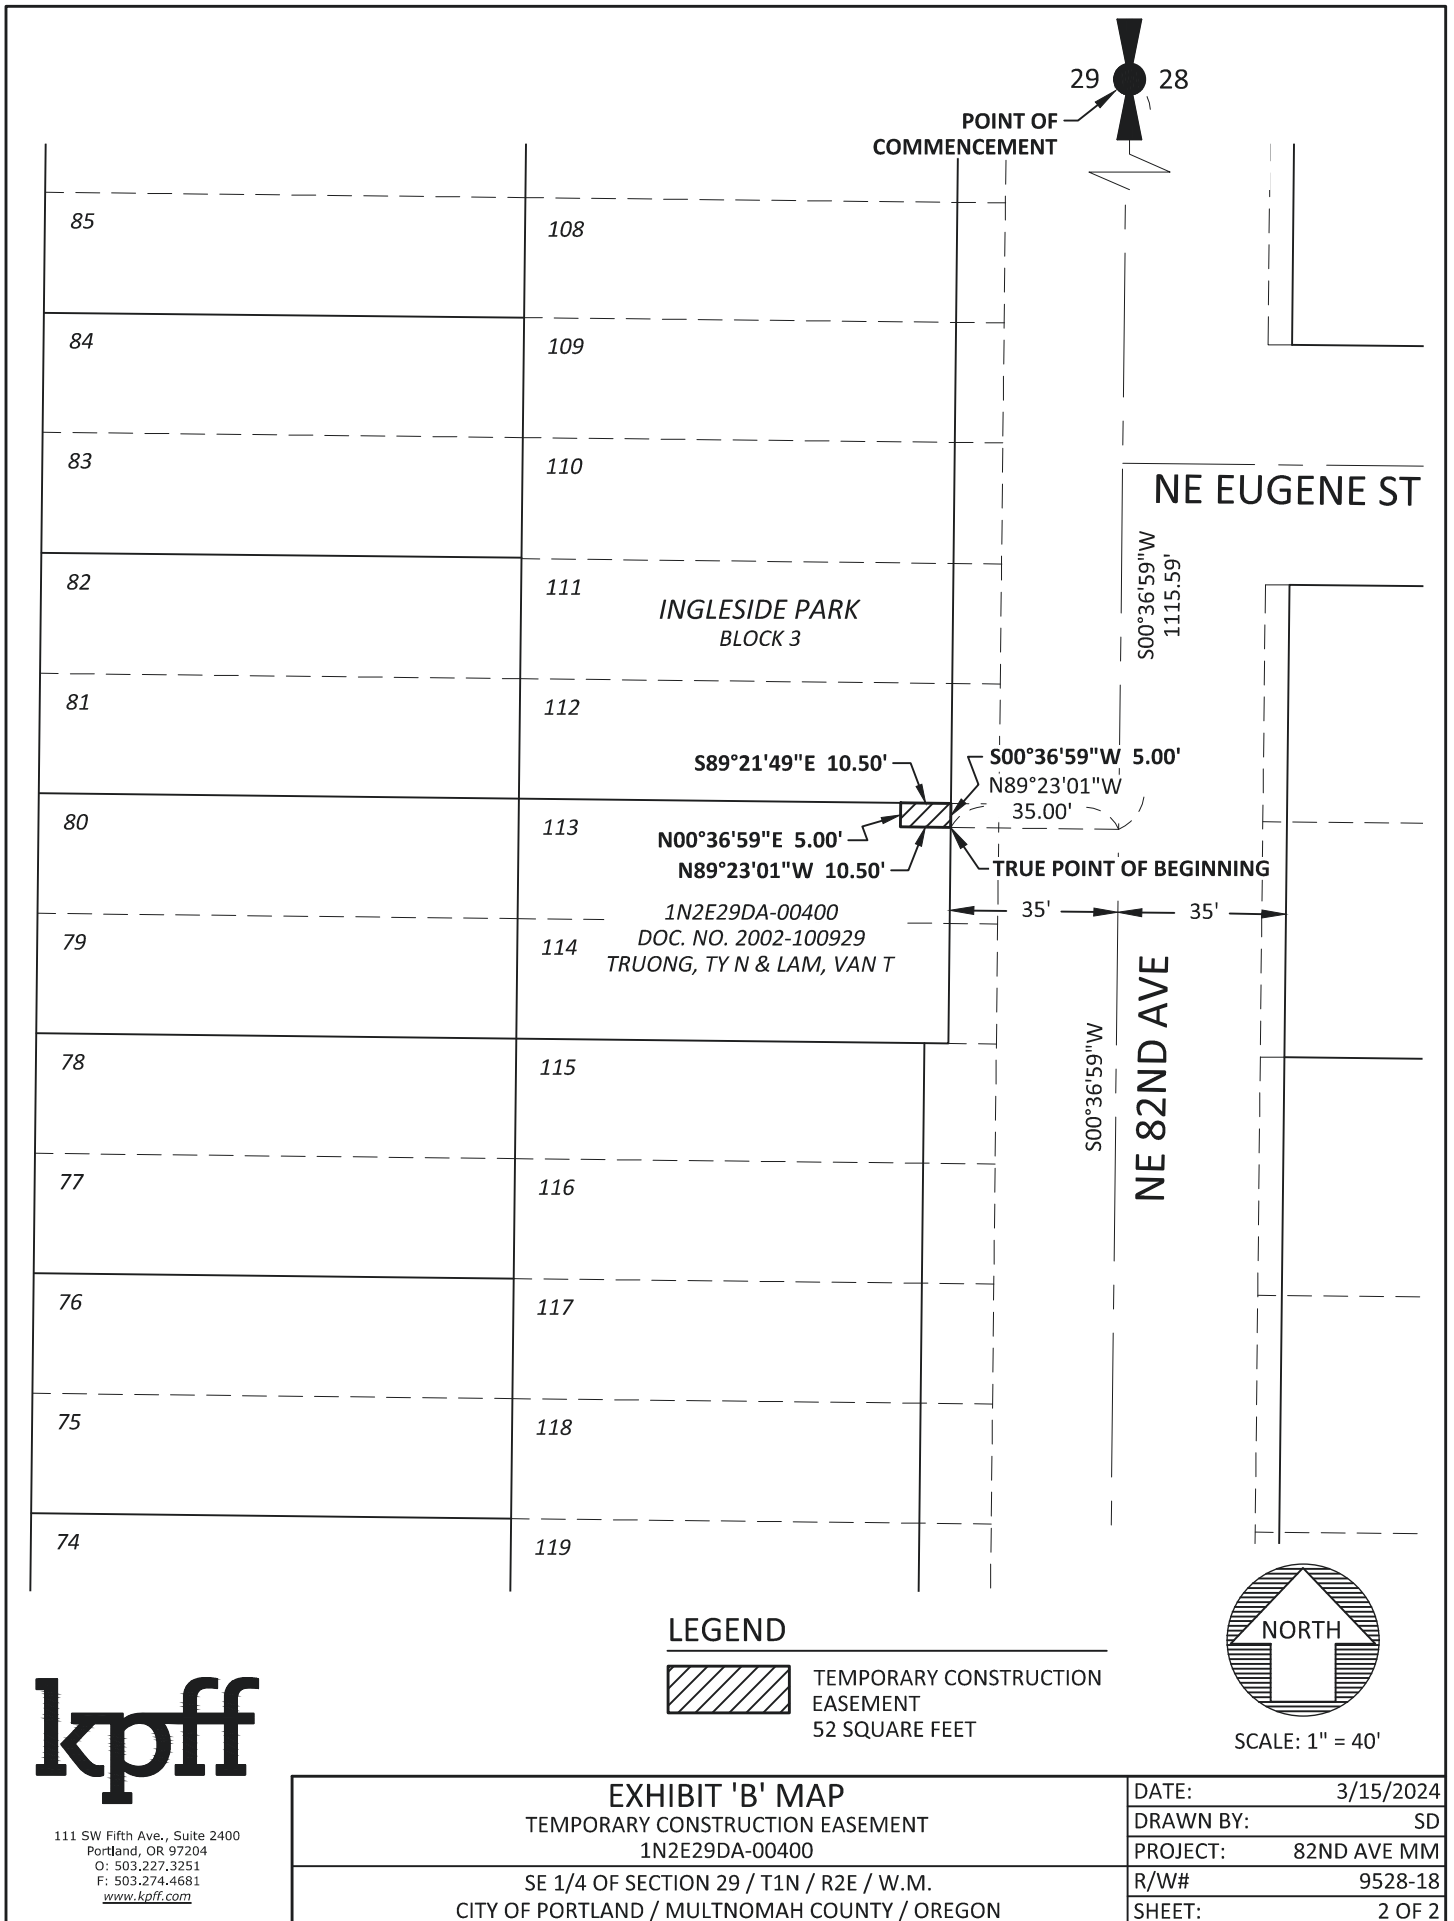 29 28
POINT OF
COMMENCEMENT
85
108
84
109
83
110
NE EUGENE ST
82
111
INGLESIDE PARK
BLOCK 3
S00°36'59"W
1115.59'
81
112
S89°21'49"E 10.50'
S00°36'59"W 5.00'
N89°23'01"W
35.00'
80
113
N00°36'59"E 5.00'
N89°23'01"W 10.50'
TRUE POINT OF BEGINNING
1N2E29DA-00400
DOC. NO. 2002-100929
TRUONG, TY N & LAM, VAN T
35' 35'
79
114
S00°36'59"W
NE 82ND AVE
78
115
77
116
76
117
75
118
74
119
LEGEND
TEMPORARY CONSTRUCTION
EASEMENT
52 SQUARE FEET
NORTH
SCALE: 1" = 40'
kpff
111 SW Fifth Ave., Suite 2400
Portland, OR 97204
O: 503.227.3251
F: 503.274.4681
www.kpff.com
EXHIBIT 'B' MAP
TEMPORARY CONSTRUCTION EASEMENT
1N2E29DA-00400
SE 1/4 OF SECTION 29 / T1N / R2E / W.M.
CITY OF PORTLAND / MULTNOMAH COUNTY / OREGON
DATE: 3/15/2024
DRAWN BY: SD
PROJECT: 82ND AVE MM
R/W# 9528-18
SHEET: 2 OF 2